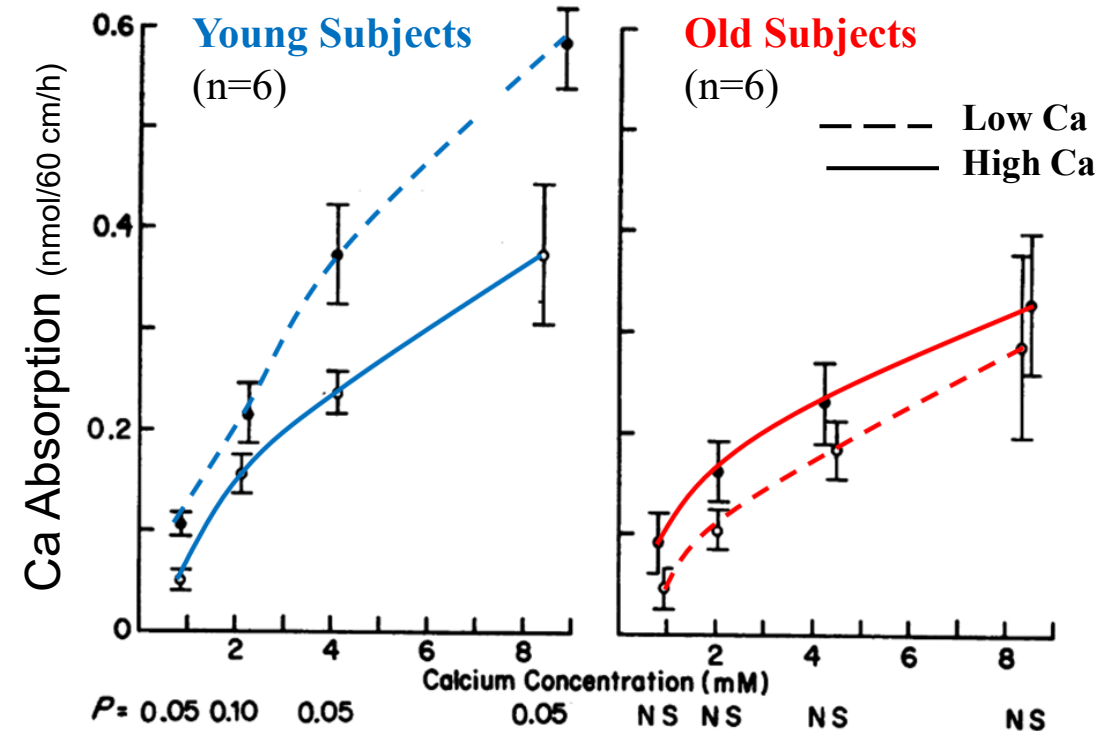 Young Subjects
(n=6)
Old Subjects
(n=6)
Low Ca
High Ca
Ca Absorption (nmol/60 cm/h)
0.6
0.4
0.2
0
2 4 6 8
2 4 6 8
Calcium Concentration (mM)
P= 0.05 0.10 0.05 0.05 NS NS NS NS